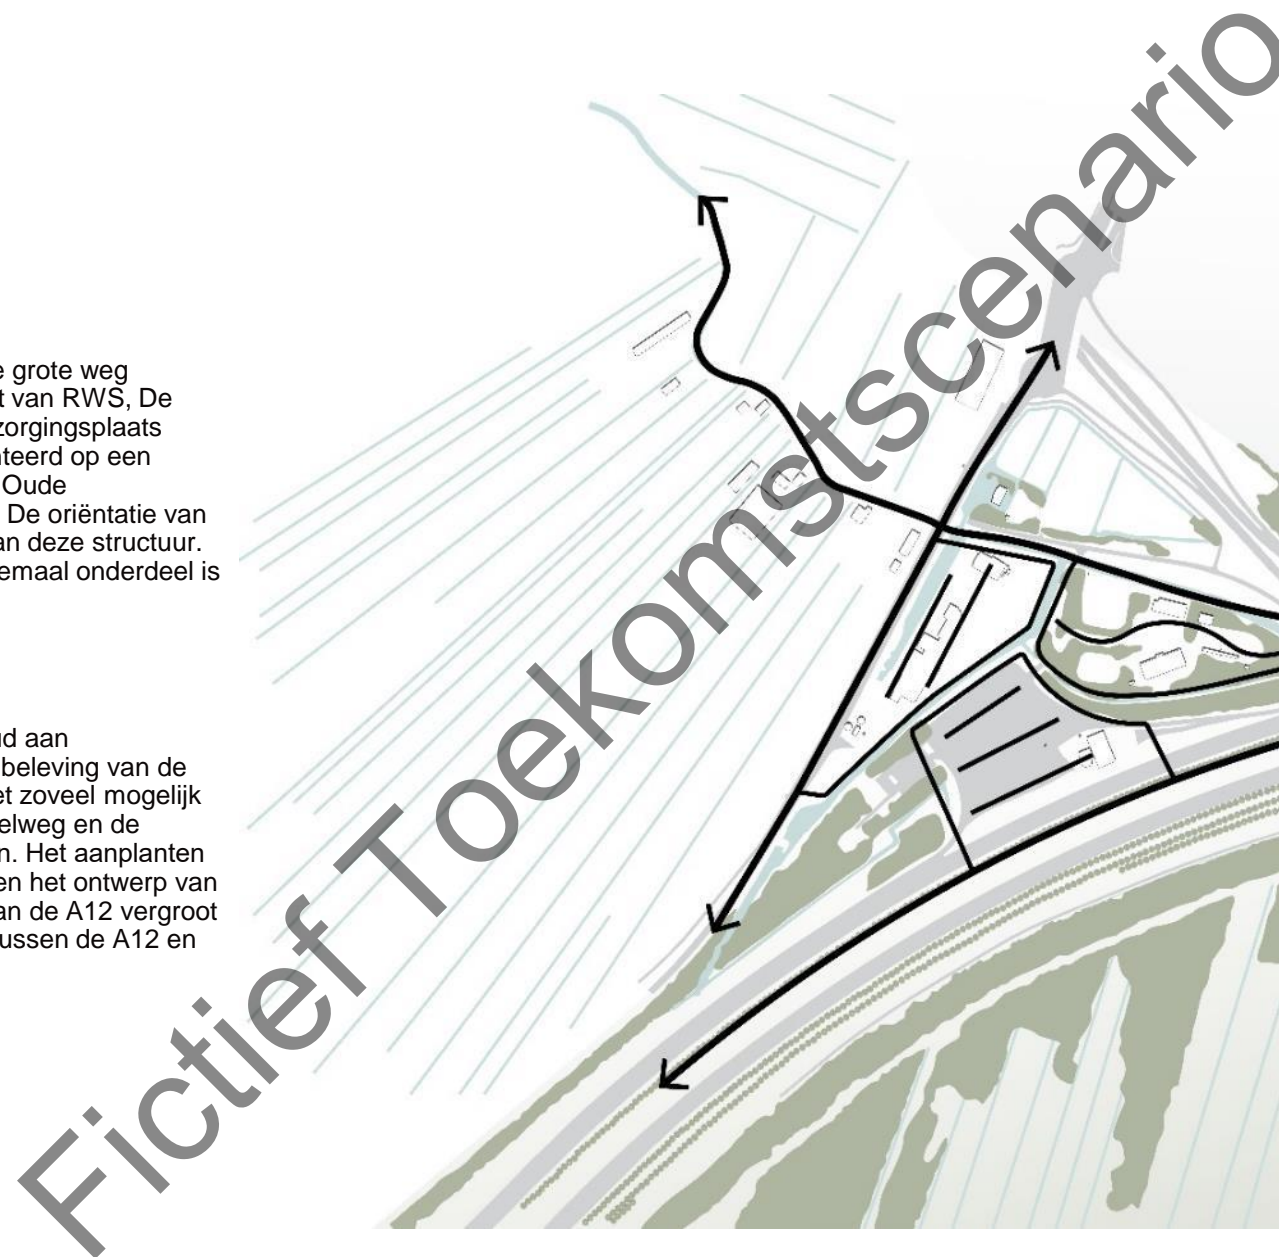 e grote weg
t van RWS, De
zorgingsplaats
nteerd op een
Oude
De oriëntatie van
an deze structuur.
emaal onderdeel is
ud aan
beleving van de
et zoveel mogelijk
elweg en de
n. Het aanplanten
en het ontwerp van
an de A12 vergroot
ussen de A12 en
Fictief Toekomstscenario